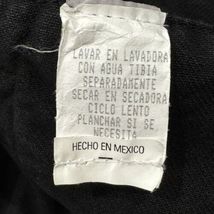 LAVAR EN LAVADORA
CON AGUA TIBIA
SEPARADAMENTE
SECAR EN SECADORA
CICLO LENTO
PLANCHAR SI SE
NECESITA
HECHO EN MEXICO